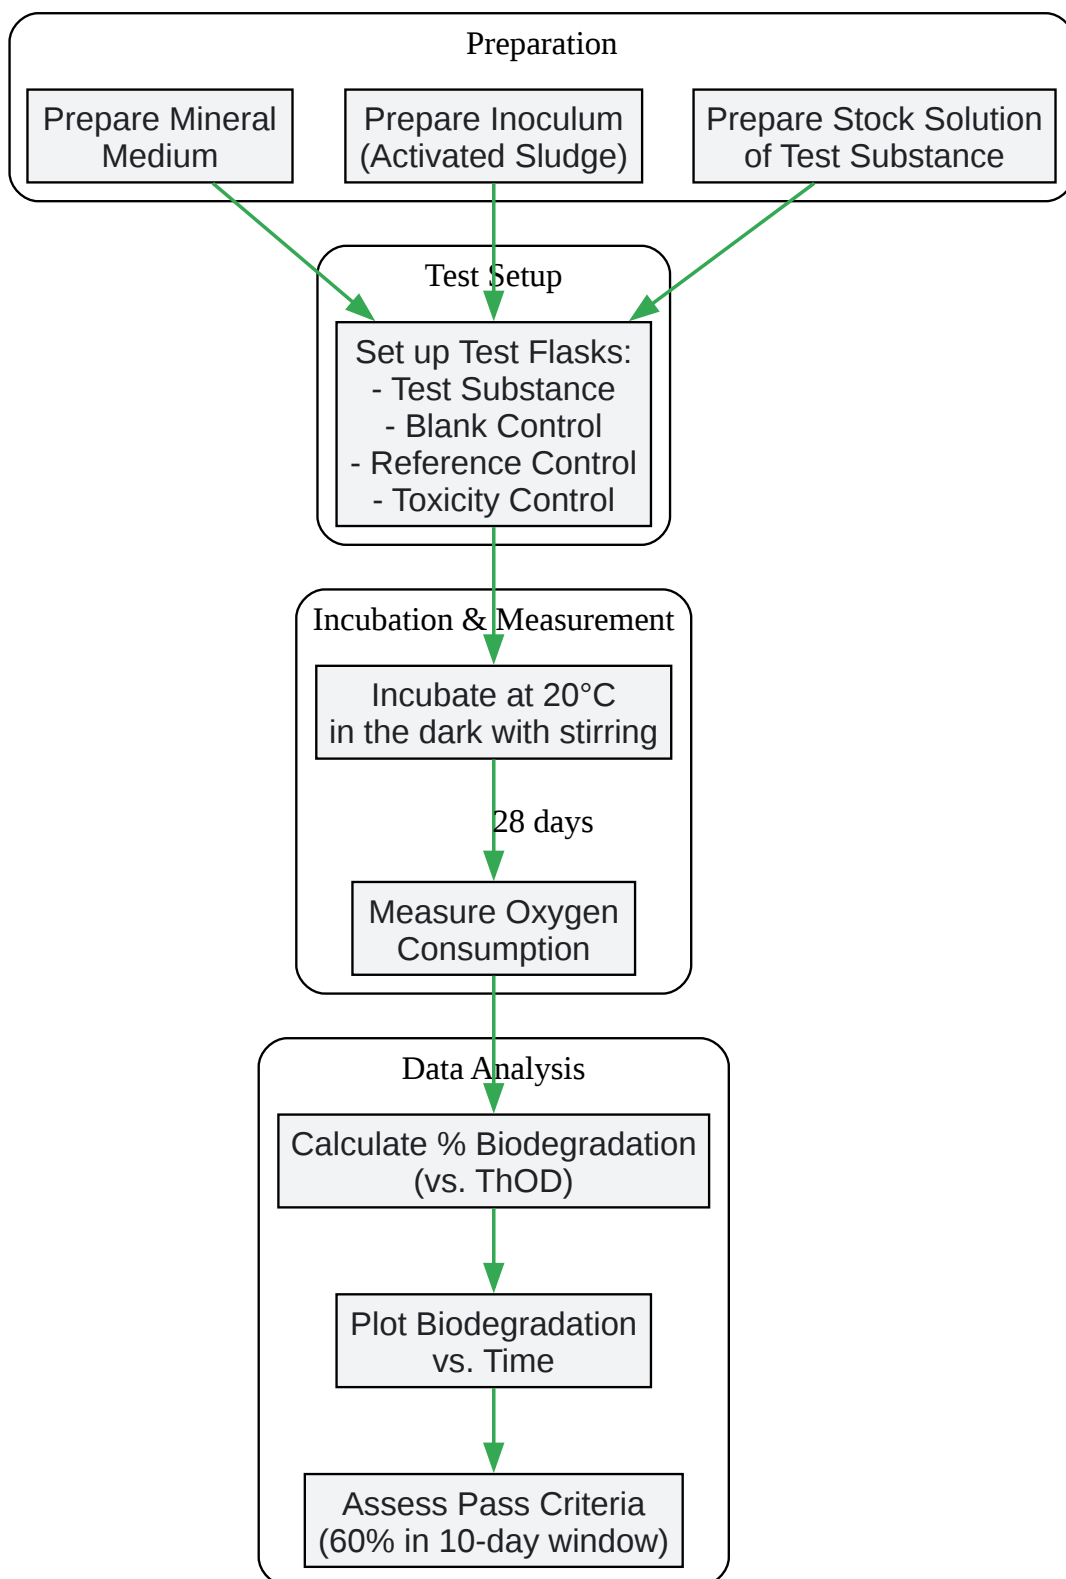 Preparation
Prepare Mineral
Medium
Prepare Inoculum
(Activated Sludge)
Prepare Stock Solution
of Test Substance
Test Setup
Set up Test Flasks:
- Test Substance
- Blank Control
- Reference Control
- Toxicity Control
Incubation & Measurement
Incubate at 20°C
in the dark with stirring
28 days
Measure Oxygen
Consumption
Data Analysis
Calculate % Biodegradation
(vs. ThOD)
Plot Biodegradation
vs. Time
Assess Pass Criteria
(60% in 10-day window)